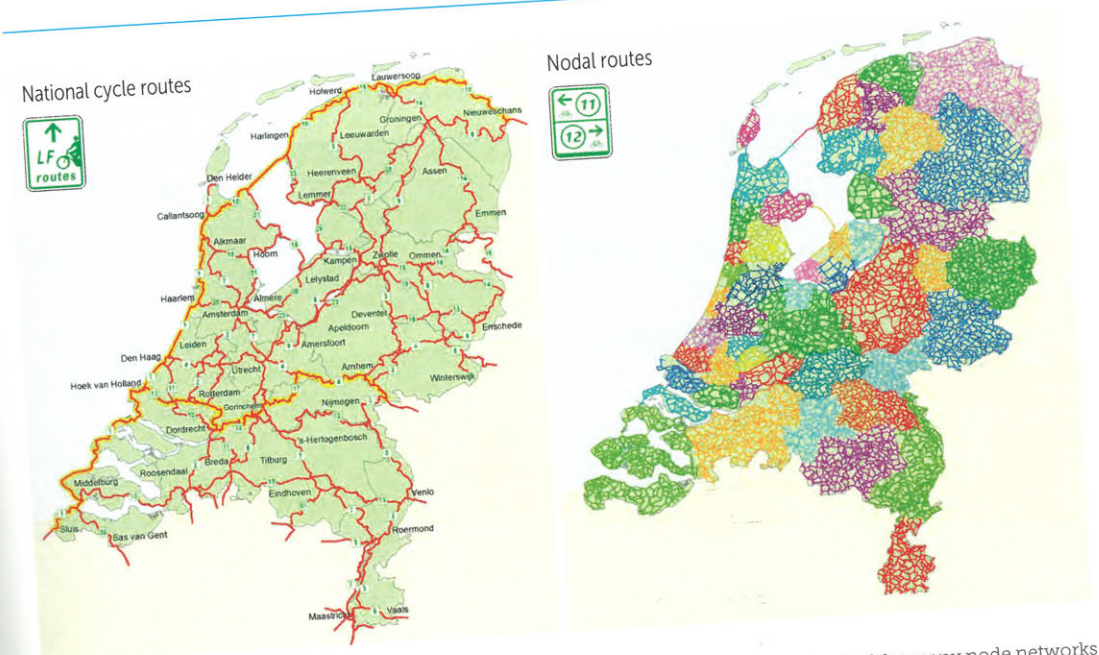 National cycle routes
LF
routes
Lauwersoog
Holwerd
Nieuweschans
Groningen
Harlingen
Leeuwarden
Den Helder
Heerenveen
Assen
Lemmer
Callantsoog
Emmen
Alkmaar
Hoorn
Kampen
Zwolle
Ommen
Lelystad
Haarlem
Almere
Amsterdam
Deventer
Enschede
Apeldoorn
Leiden
Amersfoort
Den Haag
Utrecht
Arnhem
Winterswijk
Hoek van Holland
Rotterdam
Gorinchem
Nijmegen
Dordrecht
's-Hertogenbosch
Breda
Tilburg
Roosendaal
Middelburg
Eindhoven
Venlo
Sluis
Sas van Gent
Roermond
Maastricht
Vaals
Nodal routes
11
12
node networks